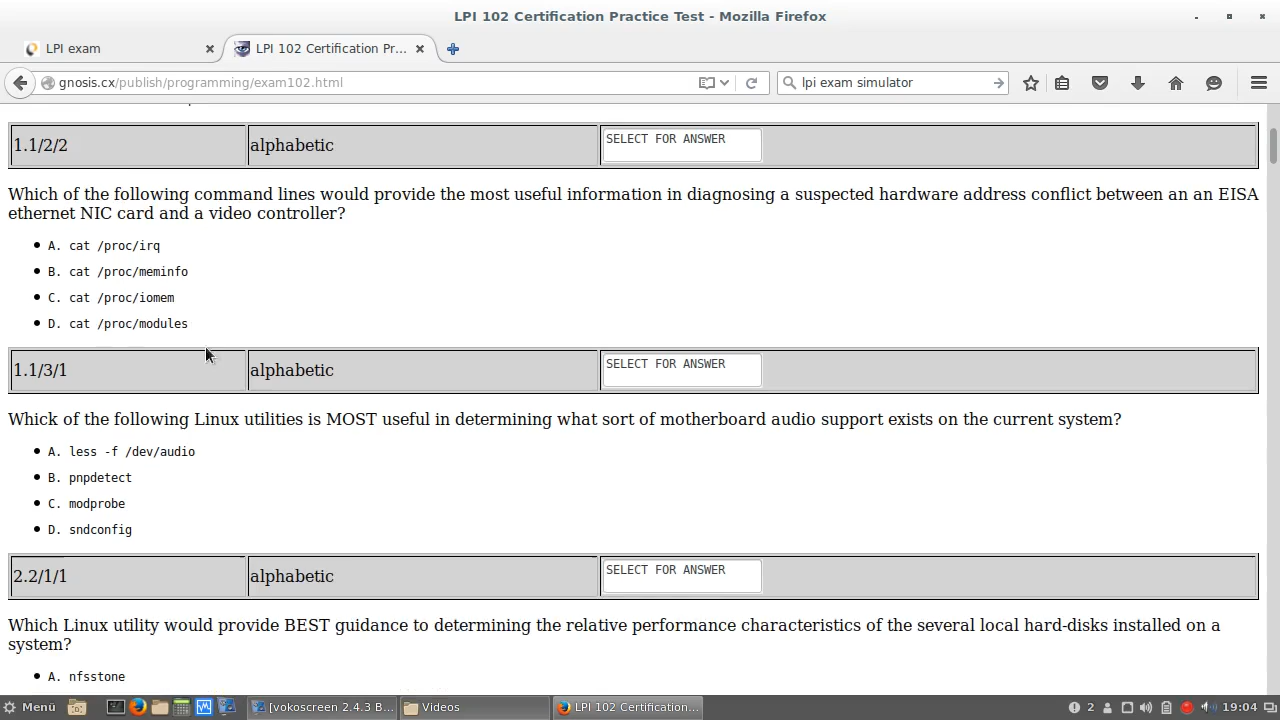 LPI 102 Certification Practice Test - Mozilla Firefox
LPI exam
LPI 102 Certification Pr...
gnosis.cx/publish/programming/exam102.html
lpi exam simulator
1.1/2/2 alphabetic SELECT FOR ANSWER
Which of the following command lines would provide the most useful information in diagnosing a suspected hardware address conflict between an an EISA
ethernet NIC card and a video controller?
A. cat /proc/irq
B. cat /proc/meminfo
C. cat /proc/iomem
D. cat /proc/modules
1.1/3/1 alphabetic SELECT FOR ANSWER
Whick of the following Linux utilities is MOST useful in determining what sort of motherboard audio support exists on the current system?
A. less -f /dev/audio
B. pnpdetect
C. modprobe
D. sndconfig
2.2/1/1 alphabetic SELECT FOR ANSWER
Which Linux utility would provide BEST guidance to determining the relative performance characteristics of the several local hard-disks installed on a
system?
A. nfsstone
Menü
[vokoscreen 2.4.3 B...
Videos
LPI 102 Certification...
2
19:04